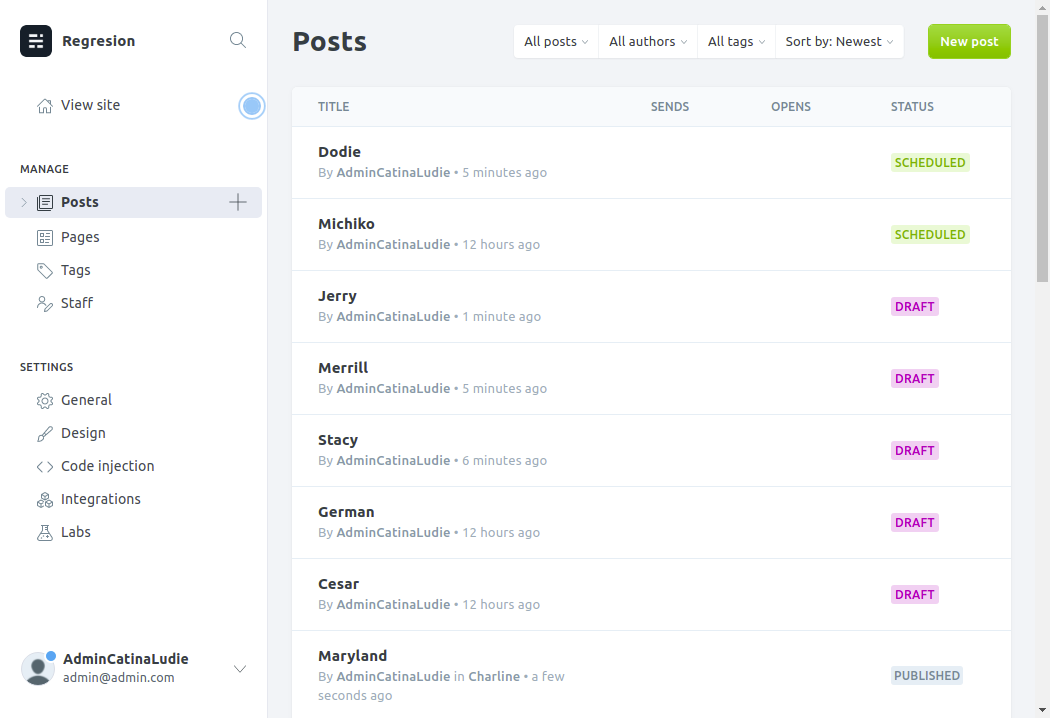 Regresion
View site
MANAGE
Posts
Pages
Tags
Staff
SETTINGS
General
Design
Code injection
Integrations
Labs
AdminCatinaLudie
admin@admin.com
Posts
All posts
All authors
All tags
Sort by: Newest
New post
TITLE SENDS OPENS STATUS
Dodie
By AdminCatinaLudie • 5 minutes ago
SCHEDULED
Michiko
By AdminCatinaLudie • 12 hours ago
SCHEDULED
Jerry
By AdminCatinaLudie • 1 minute ago
DRAFT
Merrill
By AdminCatinaLudie • 5 minutes ago
DRAFT
Stacy
By AdminCatinaLudie • 6 minutes ago
DRAFT
German
By AdminCatinaLudie • 12 hours ago
DRAFT
Cesar
By AdminCatinaLudie • 12 hours ago
DRAFT
Maryland
By AdminCatinaLudie in Charline • a few
seconds ago
PUBLISHED